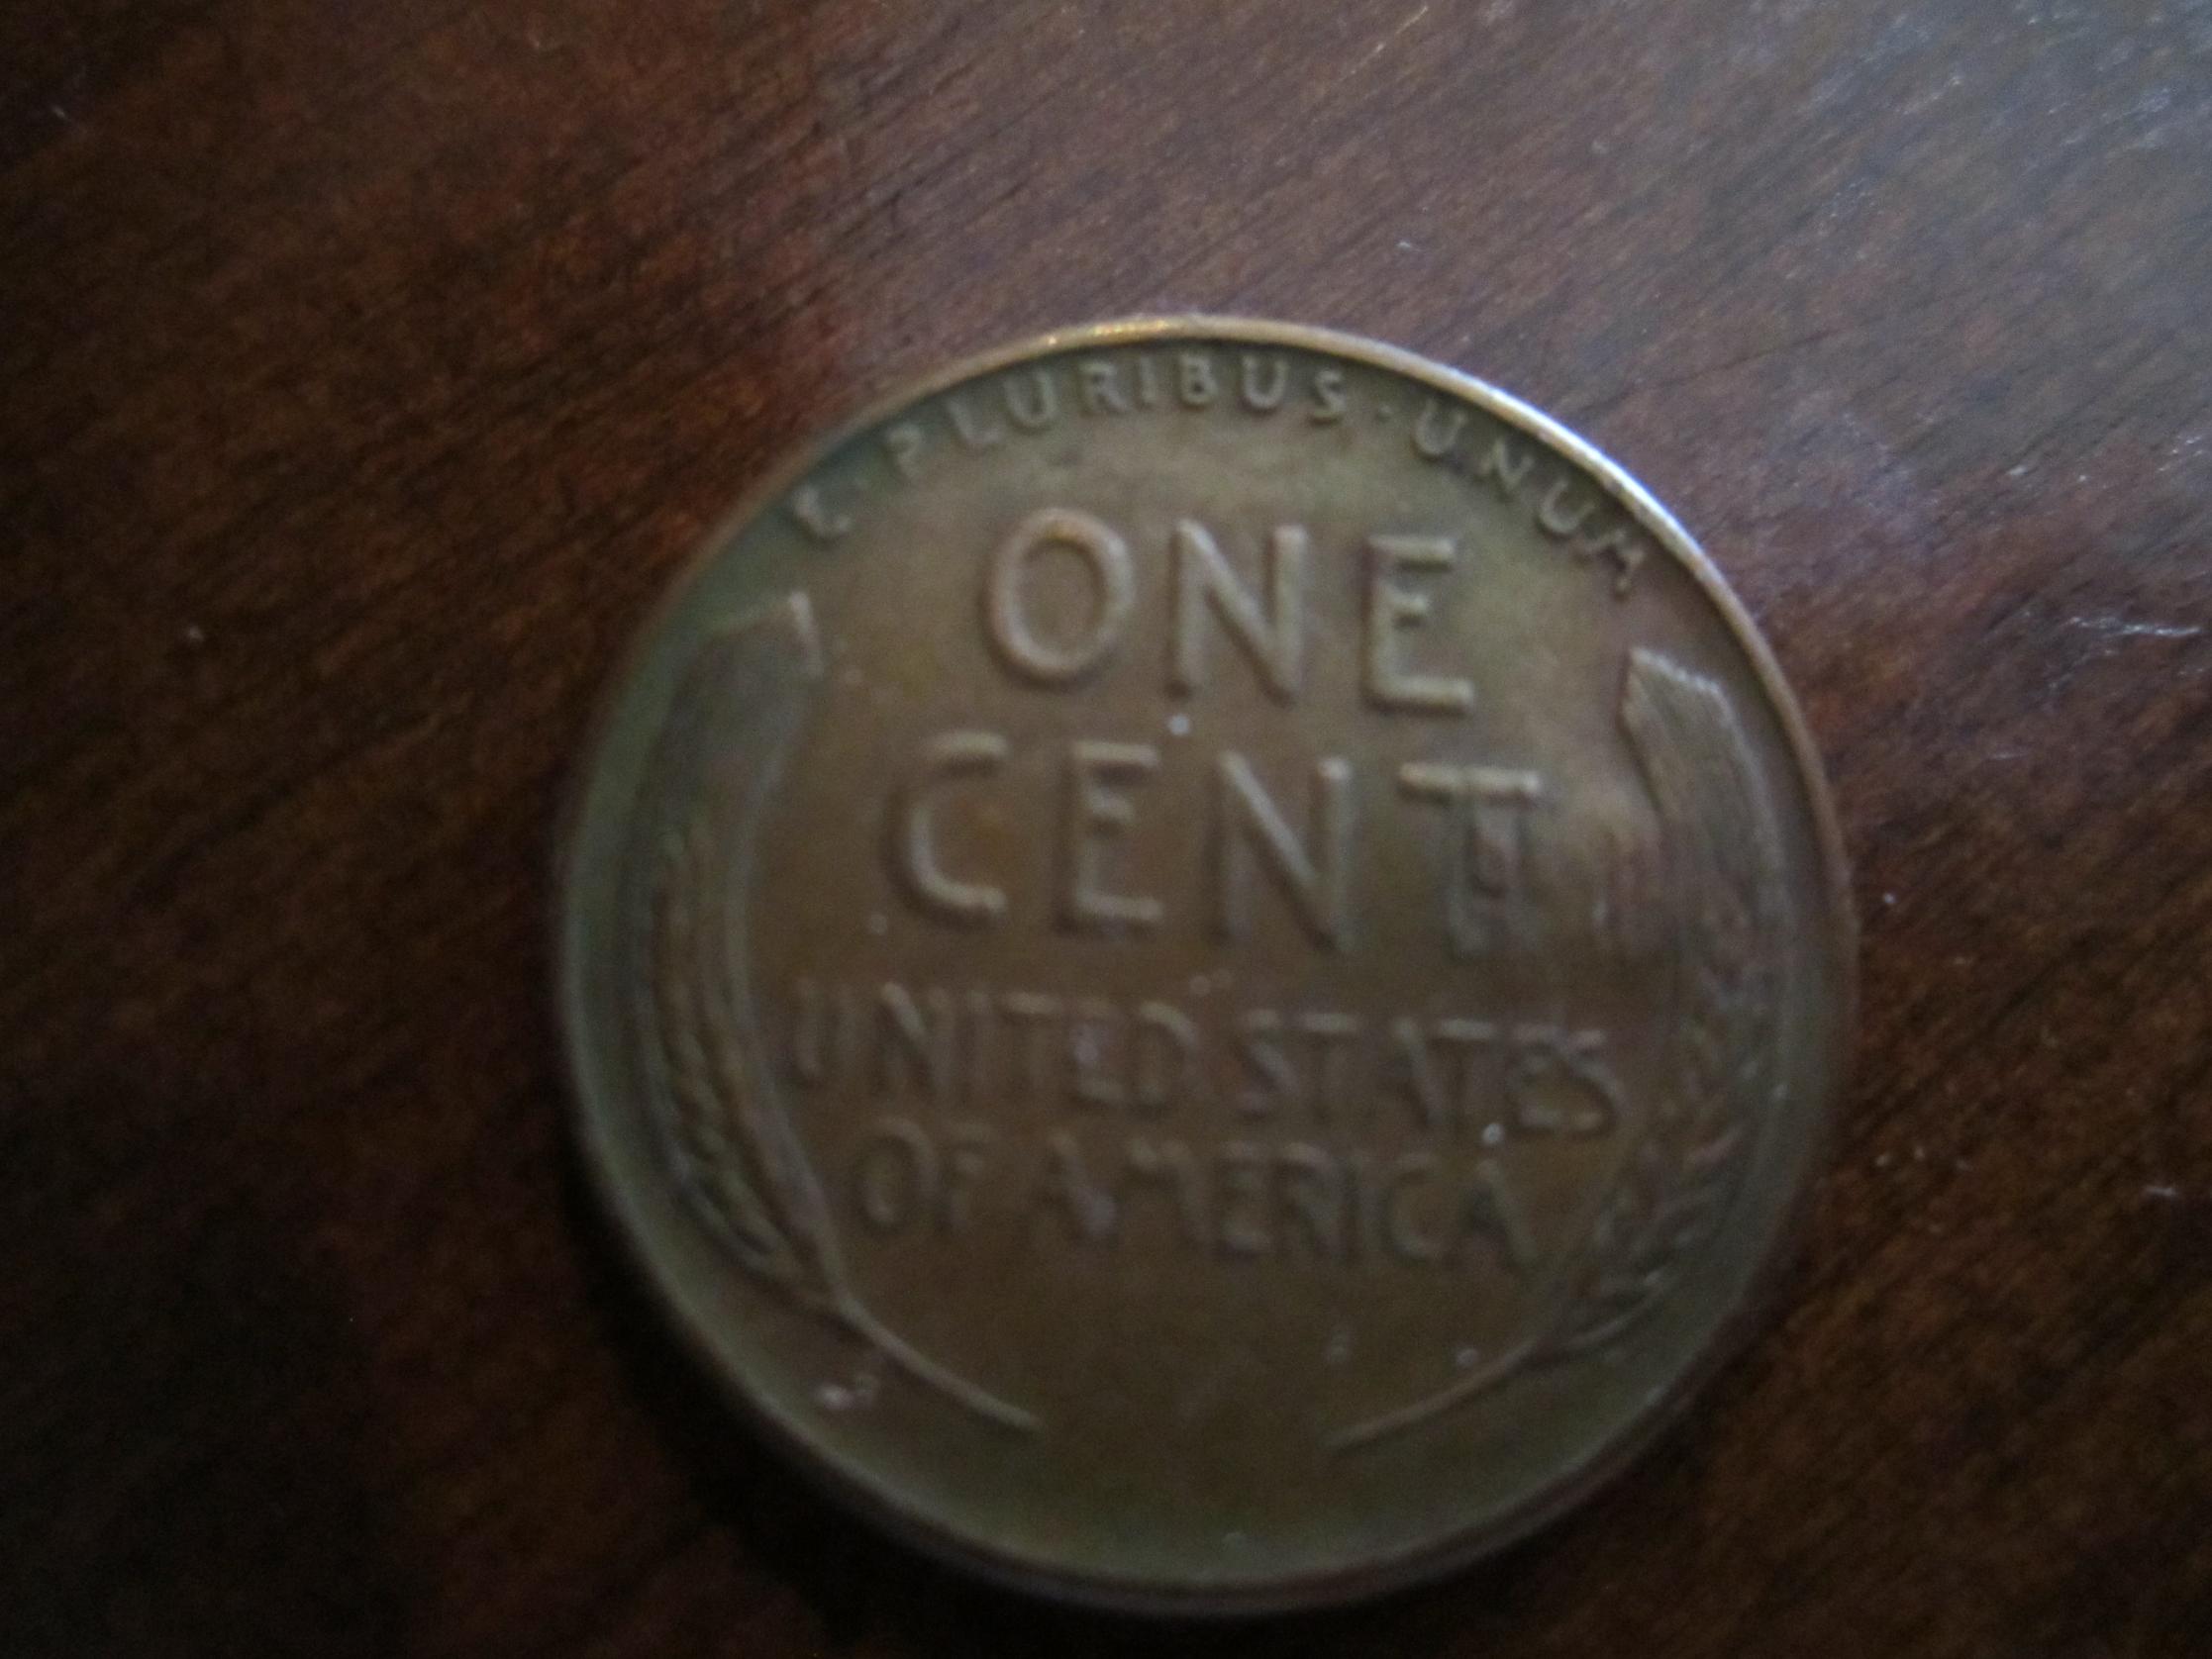 E·PLURIBUS·UNUM
ONE
CENT
UNITED STATES
OF AMERICA